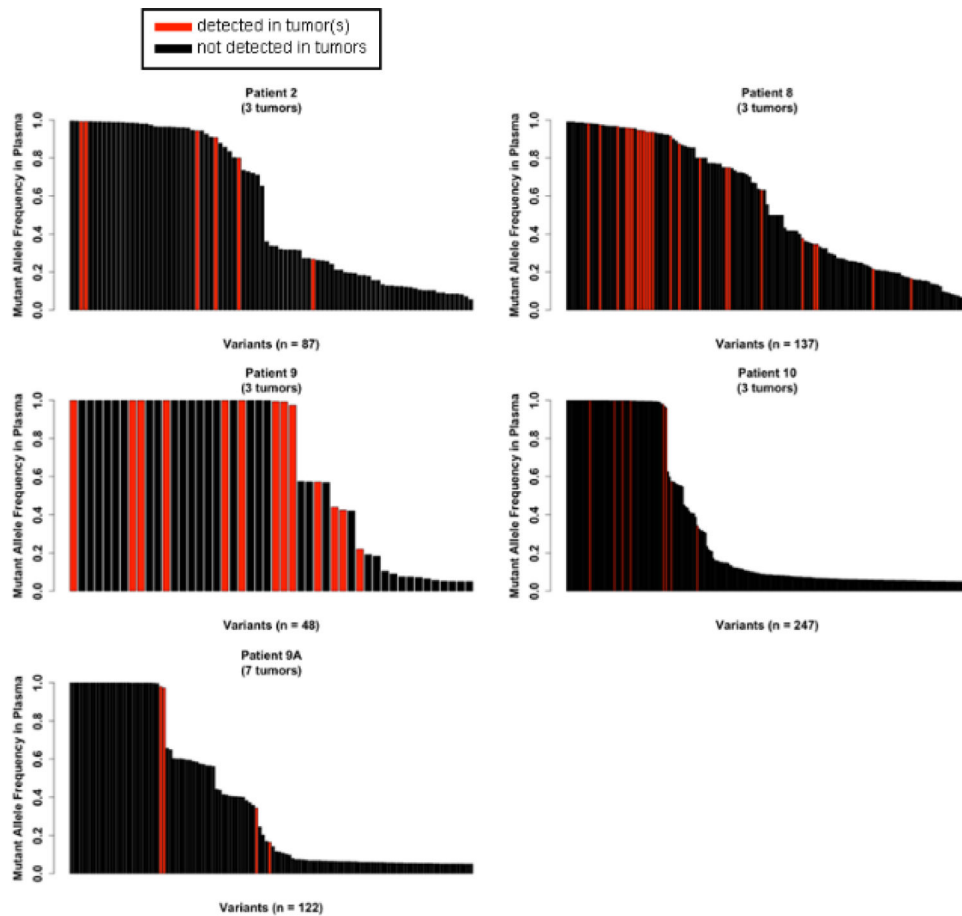 detected in tumor(s)
not detected in tumors
Patient 2
(3 tumors)
Mutant Allele Frequency in Plasma
1.0
0.8
0.6
0.4
0.2
0.0
Variants (n = 87)
Patient 8
(3 tumors)
Mutant Allele Frequency in Plasma
1.0
0.8
0.6
0.4
0.2
0.0
Variants (n = 137)
Patient 9
(3 tumors)
Mutant Allele Frequency in Plasma
1.0
0.8
0.6
0.4
0.2
0.0
Variants (n = 48)
Patient 10
(3 tumors)
Mutant Allele Frequency in Plasma
1.0
0.8
0.6
0.4
0.2
0.0
Variants (n = 247)
Patient 9A
(7 tumors)
Mutant Allele Frequency in Plasma
1.0
0.8
0.6
0.4
0.2
0.0
Variants (n = 122)